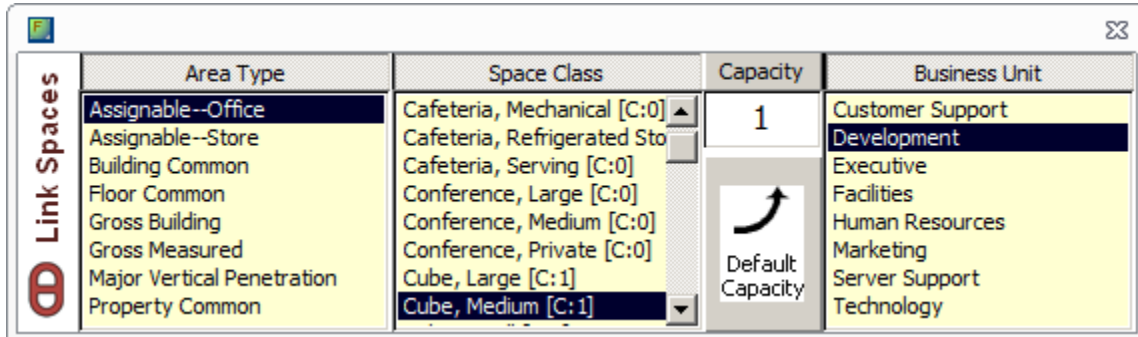 F
Link Spaces
Area Type
Assignable--Office
Assignable--Store
Building Common
Floor Common
Gross Building
Gross Measured
Major Vertical Penetration
Property Common
Space Class
Cafeteria, Mechanical [C:0]
Cafeteria, Refrigerated Sto
Cafeteria, Serving [C:0]
Conference, Large [C:0]
Conference, Medium [C:0]
Conference, Private [C:0]
Cube, Large [C:1]
Cube, Medium [C:1]
Capacity
1
Default
Capacity
Business Unit
Customer Support
Development
Executive
Facilities
Human Resources
Marketing
Server Support
Technology